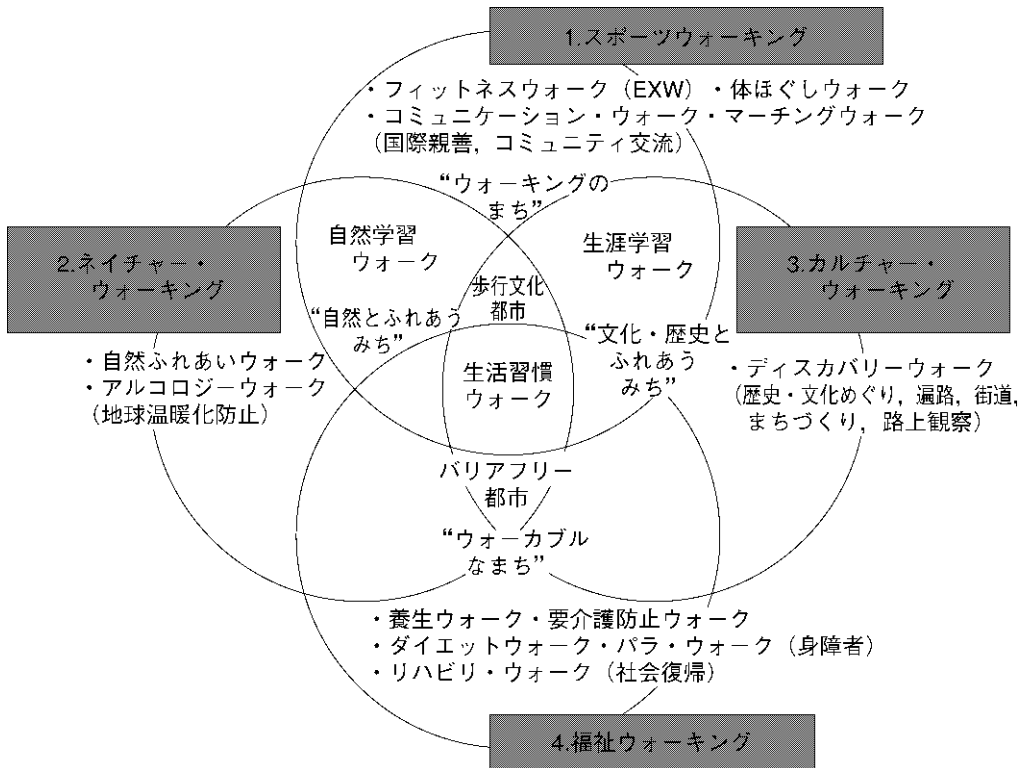 1.スポーツウォーキング
・フィットネスウォーク（EXW）・体ほぐしウォーク
・コミュニケーション・ウォーク・マーチングウォーク
（国際親善，コミュニティ交流）
“ウォーキングの
まち”
自然学習
ウォーク
生涯学習
ウォーク
2.ネイチャー・
ウォーキング
3.カルチャー・
ウォーキング
歩行文化
都市
“自然とふれあう
みち”
“文化・歴史と
ふれあう
みち”
・自然ふれあいウォーク
・アルコロジーウォーク
（地球温暖化防止）
生活習慣
ウォーク
・ディスカバリーウォーク
（歴史・文化めぐり，遍路，街道，
まちづくり，路上観察）
バリアフリー
都市
“ウォーカブル
なまち”
・養生ウォーク・要介護防止ウォーク
・ダイエットウォーク・パラ・ウォーク（身障者）
・リハビリ・ウォーク（社会復帰）
4.福祉ウォーキング